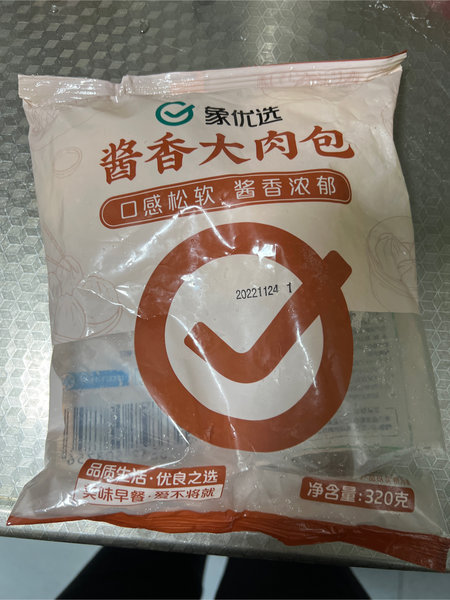 象优选
酱香大肉包
口感松软 酱香浓郁
20221124 1
品质生活·优良之选
美味早餐·爱不将就
净含量:320克